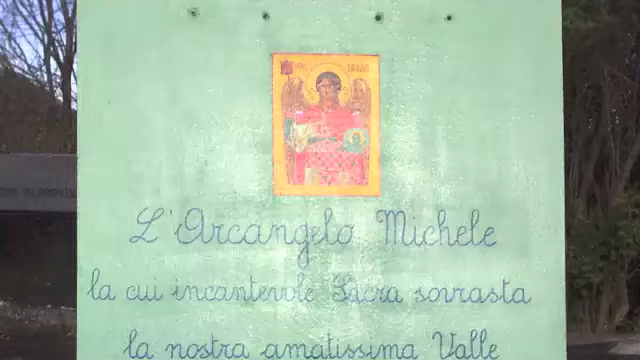 L'Arcangelo Michele
la cui incantevole Sacra sovrasta
la nostra amatissima Valle